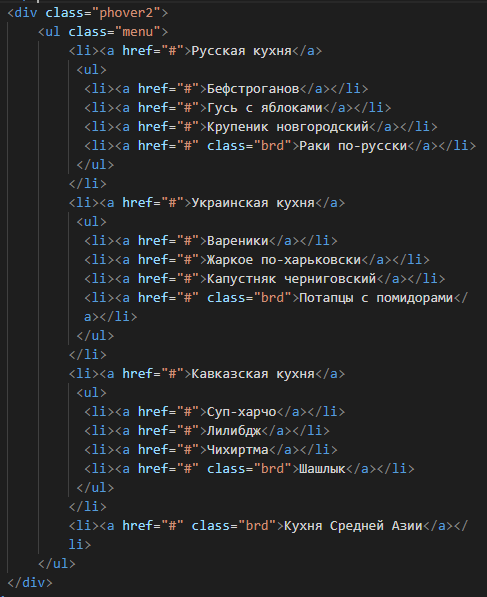 <div class="phover2">
<ul class="menu">
<li><a href="#">Русская кухня</a>
<ul>
<li><a href="#">Бефстроганов</a></li>
<li><a href="#">Гусь с яблоками</a></li>
<li><a href="#">Крупеник новгородский</a></li>
<li><a href="#" class="brd">Раки по-русски</a></li>
</ul>
</li>
<li><a href="#">Украинская кухня</a>
<ul>
<li><a href="#">Вареники</a></li>
<li><a href="#">Жаркое по-харьковски</a></li>
<li><a href="#">Капустняк черниговский</a></li>
<li><a href="#" class="brd">Потапцы с помидорами</
a></li>
</ul>
</li>
<li><a href="#">Кавказская кухня</a>
<ul>
<li><a href="#">Суп-харчо</a></li>
<li><a href="#">Лилибдж</a></li>
<li><a href="#">Чихиртма</a></li>
<li><a href="#" class="brd">Шашлык</a></li>
</ul>
</li>
<li><a href="#" class="brd">Кухня Средней Азии</a></
li>
</ul>
</div>